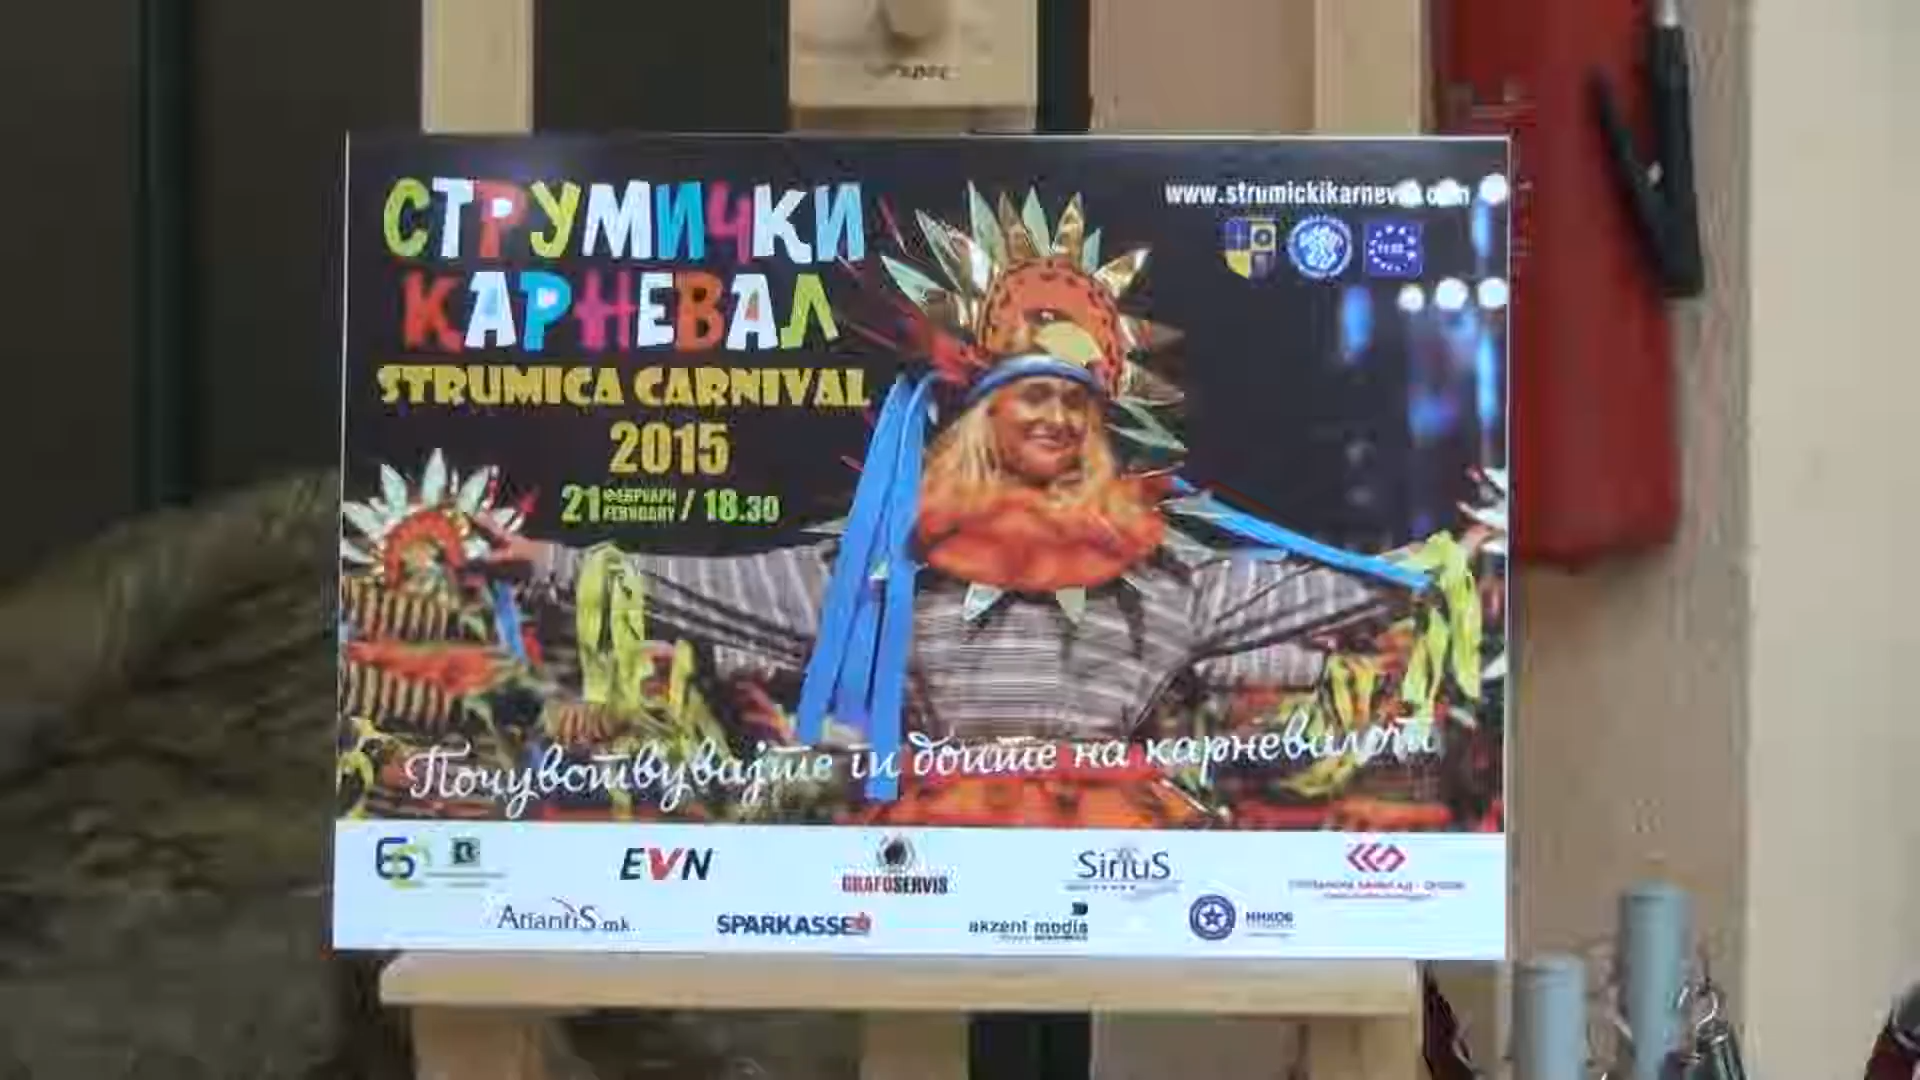 СТРУМИЧКИ
КАРНЕВАЛ
STRUMICA CARNIVAL
2015
21 ФЕВРУАРИ FEBRUARY / 18.30
www.strumickikarneval.com
Почувствувајте ги боите на карневалот
EVN
GRAFOSERVIS
SiriuS
AtlantiS.mk
SPARKASSE
akzent media